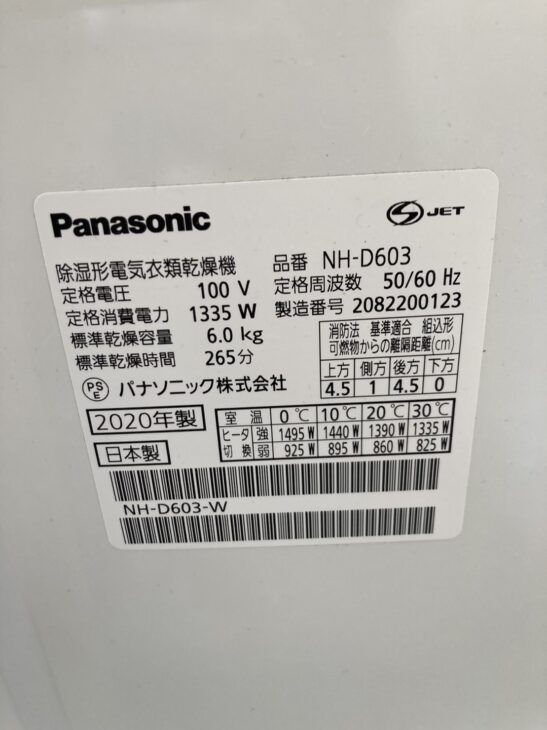 Panasonic
S JET
除湿形電気衣類乾燥機
品番 NH-D603
定格電圧 100 V
定格周波数 50/60 Hz
定格消費電力 1335 W
製造番号 2082200123
標準乾燥容量 6.0 kg
標準乾燥時間 265分
消防法 基準適合 組込形
可燃物からの離隔距離(cm)
上方 側方 後方 下方
4.5 1 4.5 0
PSE パナソニック株式会社
2020年製
日本製
室温 0℃ 10℃ 20℃ 30℃
ヒータ切換 強 1495 W 1440 W 1390 W 1335 W
弱 925 W 895 W 860 W 825 W
NH-D603-W